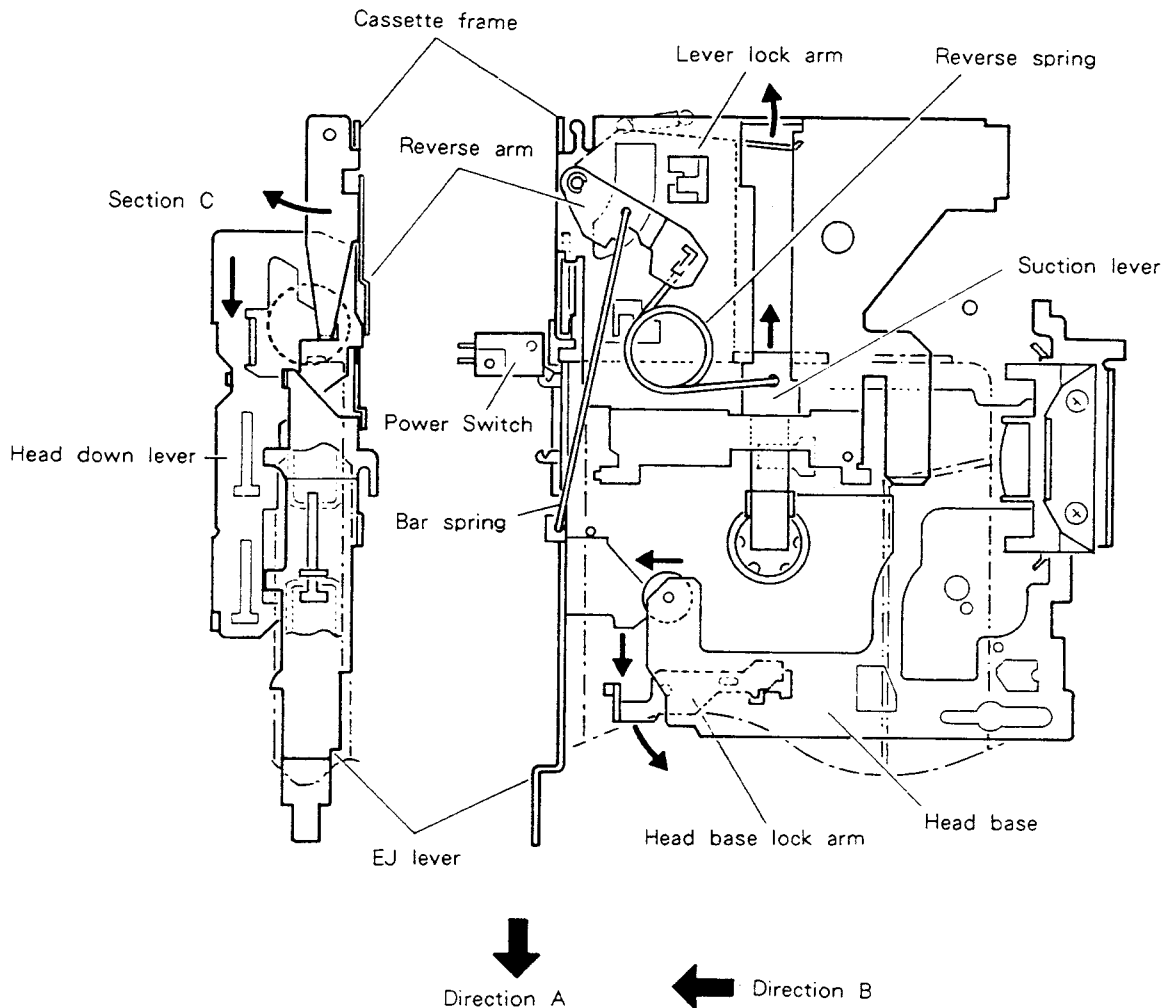 Cassette frame
Lever lock arm
Reverse spring
Reverse arm
Section C
Suction lever
Power Switch
Head down lever
Bar spring
Head base lock arm
Head base
EJ lever
Direction A
Direction B